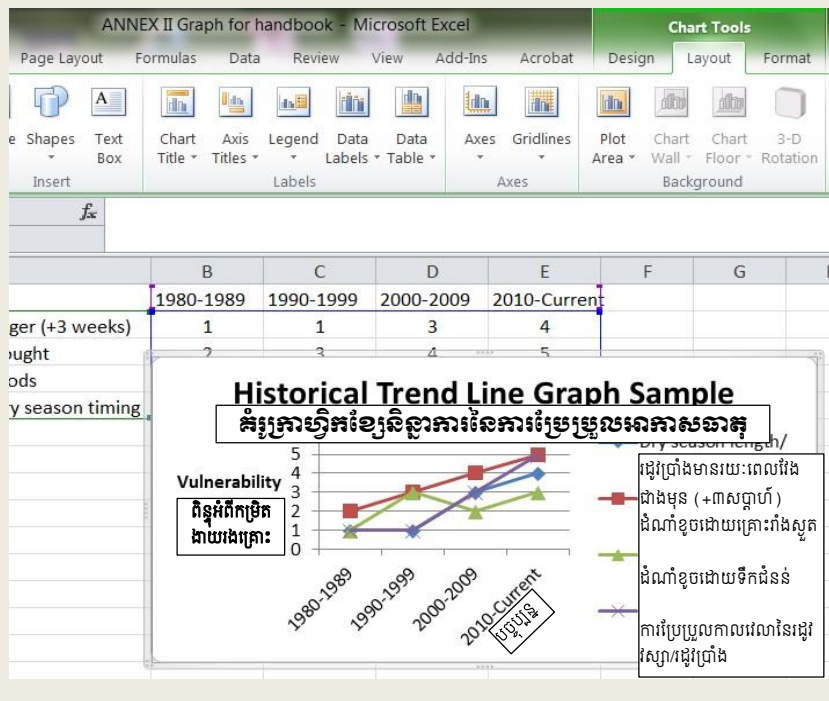 ANNEX II Graph for handbook - Microsoft Excel
Chart Tools
Page Layout Formulas Data Review View Add-Ins Acrobat Design Layout Format
Shapes Text Box Chart Title Axis Titles Legend Data Labels Data Table Axes Gridlines Plot Area Chart Wall Chart Floor 3-D Rotation
Insert Labels Axes Background
fx
B C D E F G
1980-1989 1990-1999 2000-2009 2010-Current
ger (+3 weeks) 1 1 3 4
ught 2 3 4 5
ods
y season timing
Historical Trend Line Graph Sample
គំរូក្រាហ្វិកខ្សែនិន្នាការនៃការប្រែប្រួលអាកាសធាតុ
Dry season length/
Vulnerability
ពិន្ទុអំពីកម្រិត
ងាយរងគ្រោះ
5
4
3
2
1
0
1980-1989
1990-1999
2000-2009
2010-Current
បច្ចុប្បន្ន
រដូវប្រាំងមានរយ:ពេលវែង
ជាងមុន (+៣សប្តាហ៍)
ដំណាំខូចដោយគ្រោះរាំងស្ងួត
ដំណាំខូចដោយទឹកជំនន់
ការប្រែប្រួលកាលវេលានៃរដូវ
វស្សា/រដូវប្រាំង